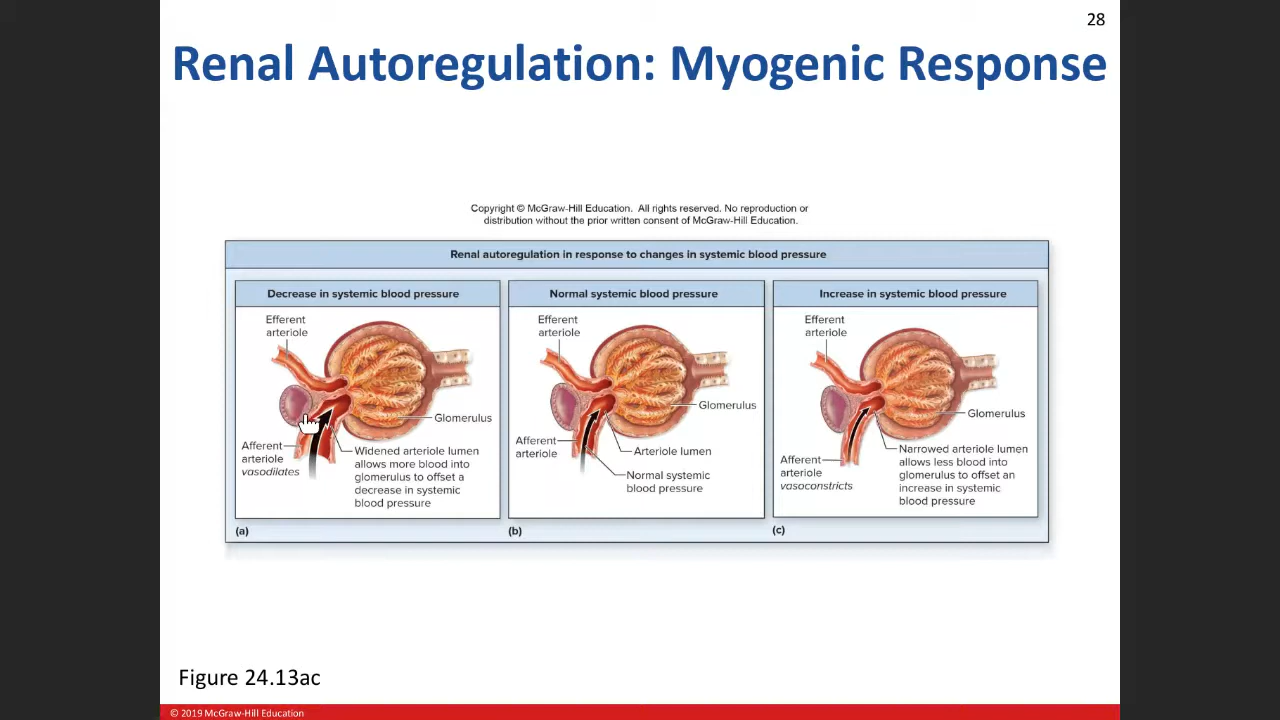 28
Renal Autoregulation: Myogenic Response
Copyright © McGraw-Hill Education. All rights reserved. No reproduction or
distribution without the prior written consent of McGraw-Hill Education.
Renal autoregulation in response to changes in systemic blood pressure
Decrease in systemic blood pressure
Efferent
arteriole
Glomerulus
Afferent
arteriole
vasodilates
Widened arteriole lumen
allows more blood into
glomerulus to offset a
decrease in systemic
blood pressure
(a)
Normal systemic blood pressure
Efferent
arteriole
Glomerulus
Afferent
arteriole
Arteriole lumen
Normal systemic
blood pressure
(b)
Increase in systemic blood pressure
Efferent
arteriole
Glomerulus
Afferent
arteriole
vasoconstricts
Narrowed arteriole lumen
allows less blood into
glomerulus to offset an
increase in systemic
blood pressure
(c)
Figure 24.13ac
© 2019 McGraw-Hill Education